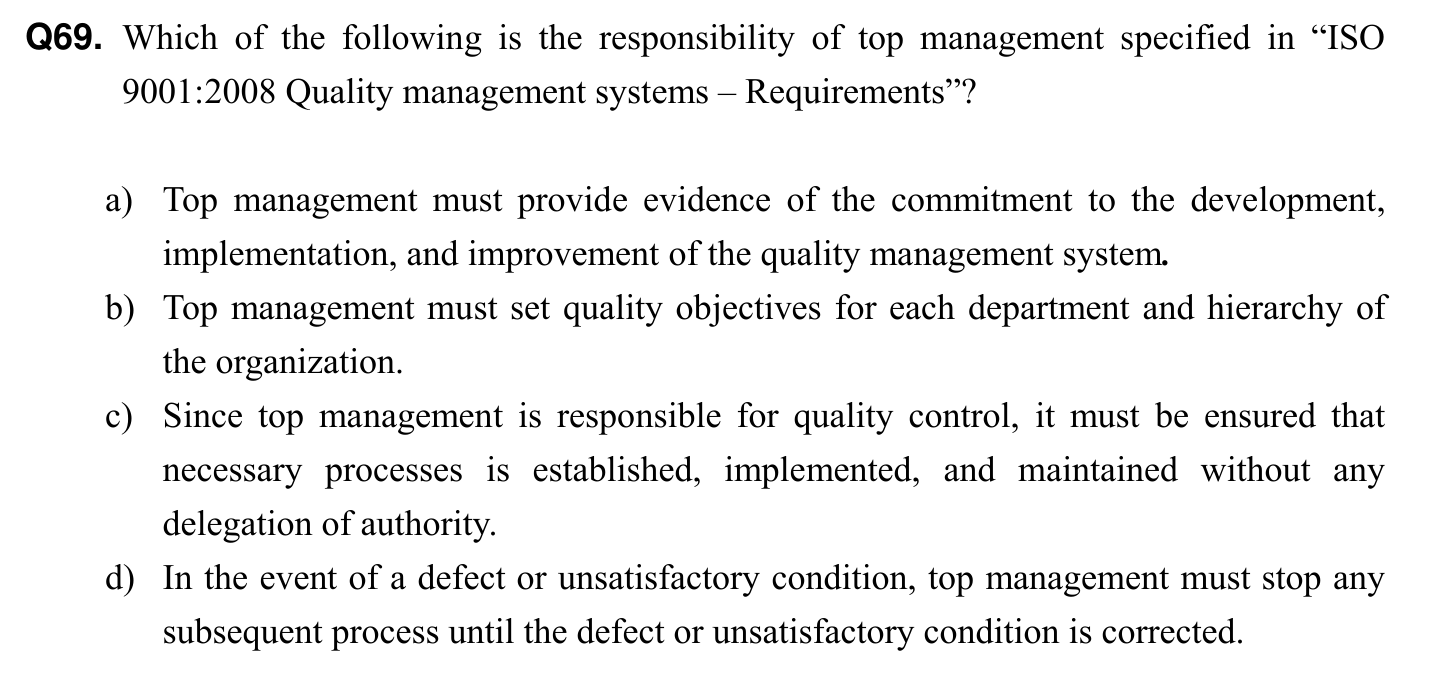 Q69. Which of the following is the responsibility of top management specified in “ISO
9001:2008 Quality management systems – Requirements”?
a) Top management must provide evidence of the commitment to the development,
implementation, and improvement of the quality management system.
b) Top management must set quality objectives for each department and hierarchy of
the organization.
c) Since top management is responsible for quality control, it must be ensured that
necessary processes is established, implemented, and maintained without any
delegation of authority.
d) In the event of a defect or unsatisfactory condition, top management must stop any
subsequent process until the defect or unsatisfactory condition is corrected.